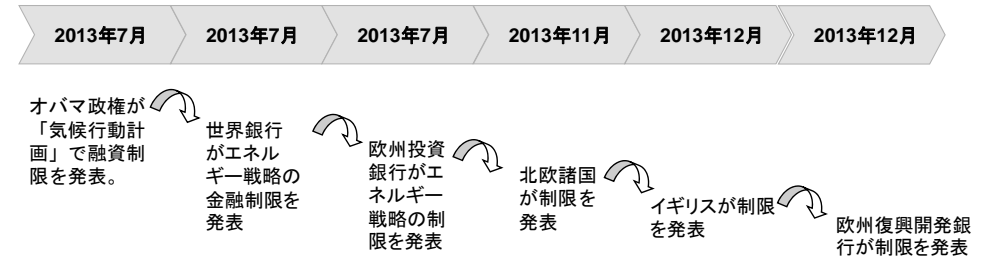 2013年7月
2013年7月
2013年7月
2013年11月
2013年12月
2013年12月
オバマ政権が
「気候行動計
画」で融資制
限を発表。
世界銀行
がエネル
ギー戦略の
金融制限を
発表
欧州投資
銀行がエ
ネルギー
戦略の制
限を発表
北欧諸国
が制限を
発表
イギリスが制限
を発表
欧州復興開発銀
行が制限を発表